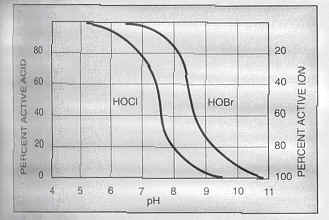 PERCENT ACTIVE ACID
80
60
40
20
0
HOCl
HOBr
20
40
60
80
100
PERCENT ACTIVE ION
4 5 6 7 8 9 10 11
pH